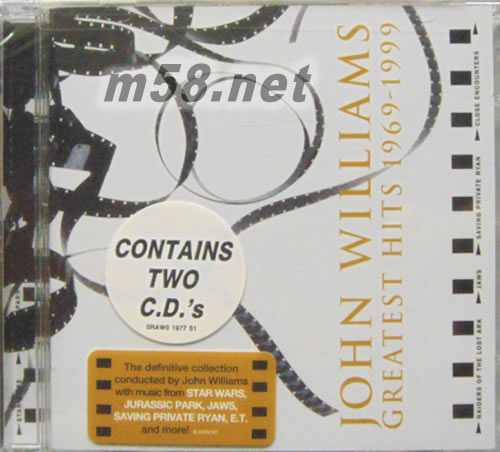 m58.net
JOHN WILLIAMS
GREATEST HITS 1969-1999
CLOSE ENCOUNTERS
SAVING PRIVATE RYAN
JAWS
RAIDERS OF THE LOST ARK
CONTAINS
TWO
C.D.'s
The definitive collection
conducted by John Williams
with music from STAR WARS,
JURASSIC PARK, JAWS,
SAVING PRIVATE RYAN, E.T.
and more!